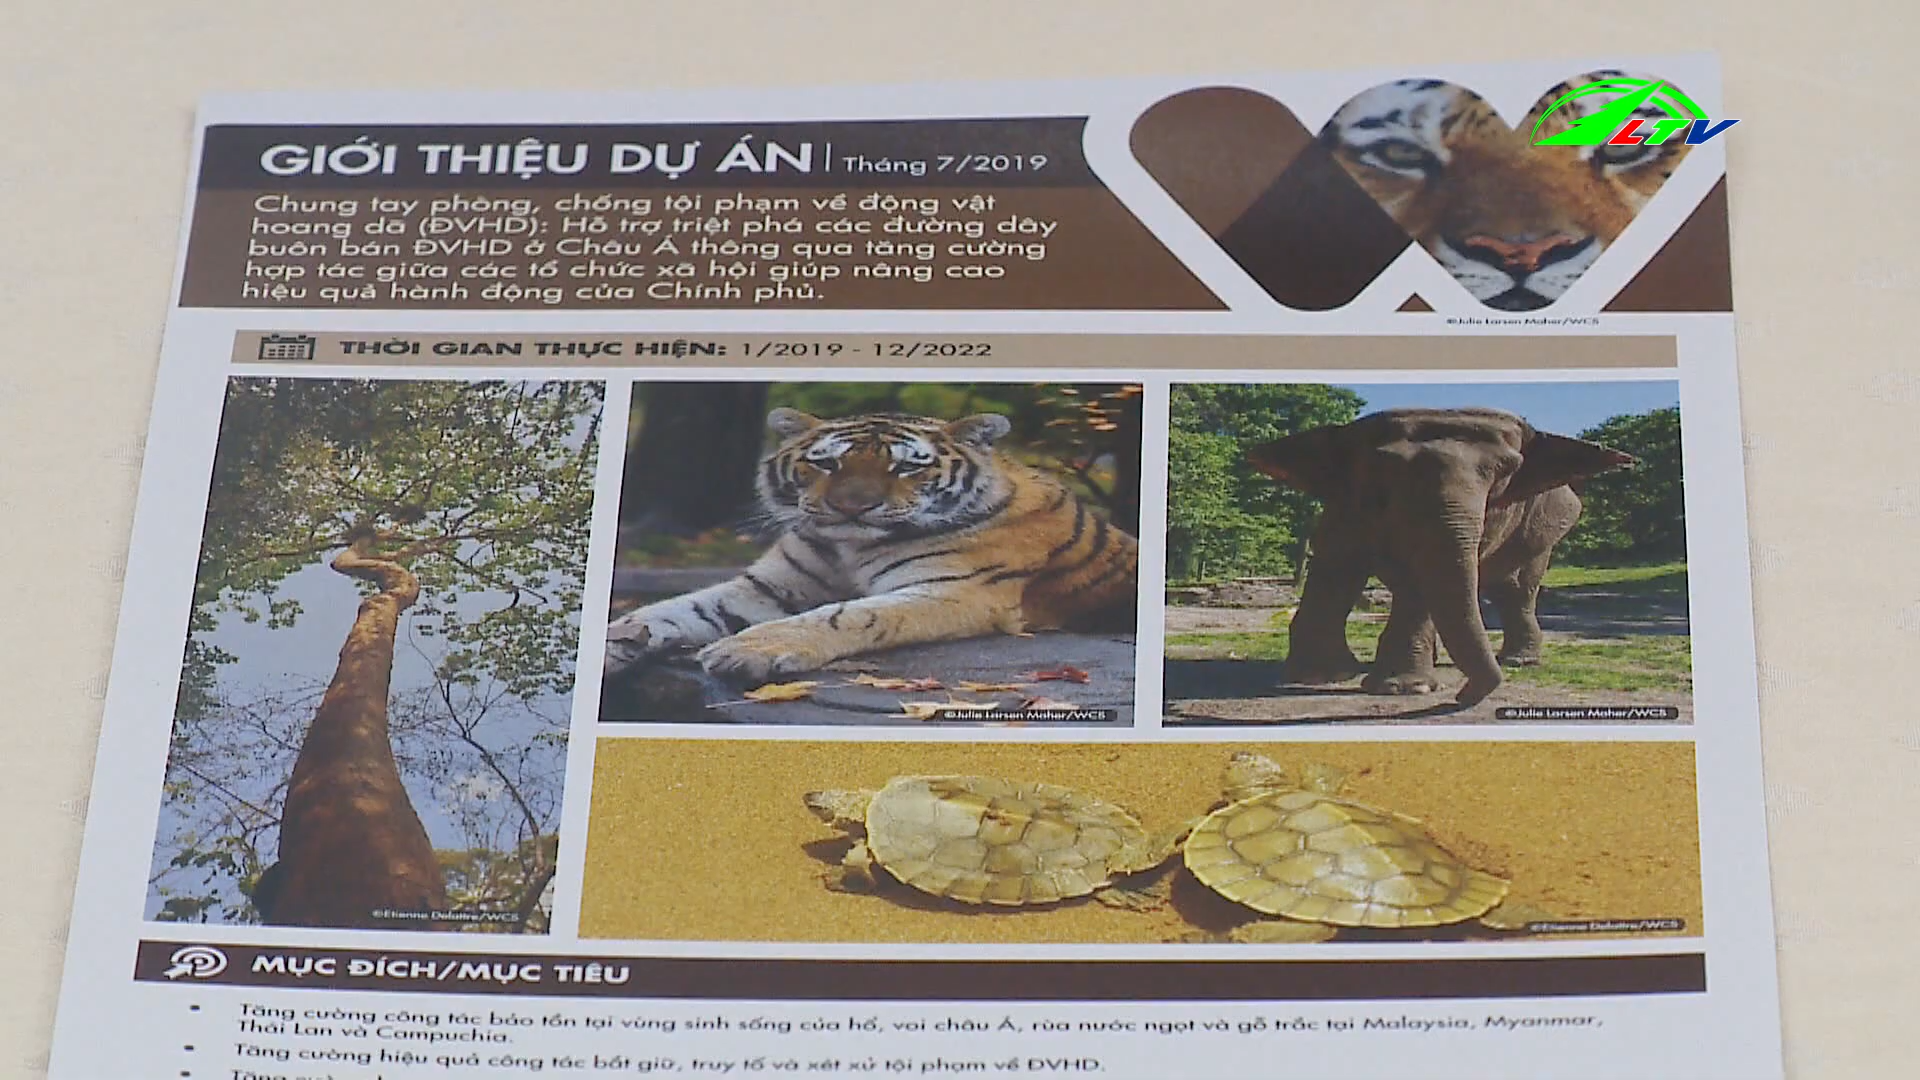 LTV
GIỚI THIỆU DỰ ÁN | Tháng 7/2019
Chung tay phòng, chống tội phạm về động vật
hoang dã (ĐVHD): Hỗ trợ triệt phá các đường dây
buôn bán ĐVHD ở Châu Á thông qua tăng cường
hợp tác giữa các tổ chức xã hội giúp nâng cao
hiệu quả hành động của Chính phủ.
©Julie Larsen Maher/WCS
THỜI GIAN THỰC HIỆN: 1/2019 - 12/2022
©Julie Larsen Maher/WCS
©Julie Larsen Maher/WCS
©Etienne Delattre/WCS
©Etienne Delattre/WCS
MỤC ĐÍCH/MỤC TIÊU
• Tăng cường công tác bảo tồn tại vùng sinh sống của hổ, voi châu Á, rùa nước ngọt và gỗ trắc tại Malaysia, Myanmar,
Thái Lan và Campuchia.
• Tăng cường hiệu quả công tác bắt giữ, truy tố và xét xử tội phạm về ĐVHD.
• Tăng